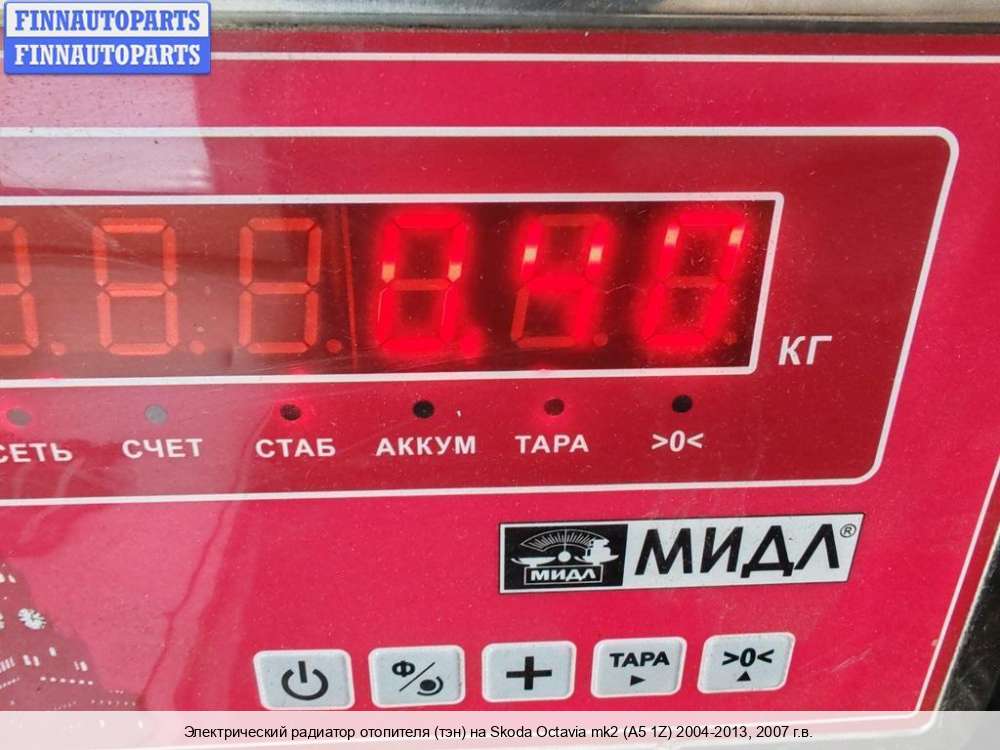 FINNAUTOPARTS
FINNAUTOPARTS
0.40
КГ
СЕТЬ СЧЕТ СТАБ АККУМ ТАРА >0<
МИДЛ МИДЛ®
Ф/ + ТАРА >0<
Электрический радиатор отопителя (тэн) на Skoda Octavia mk2 (A5 1Z) 2004-2013, 2007 г.в.